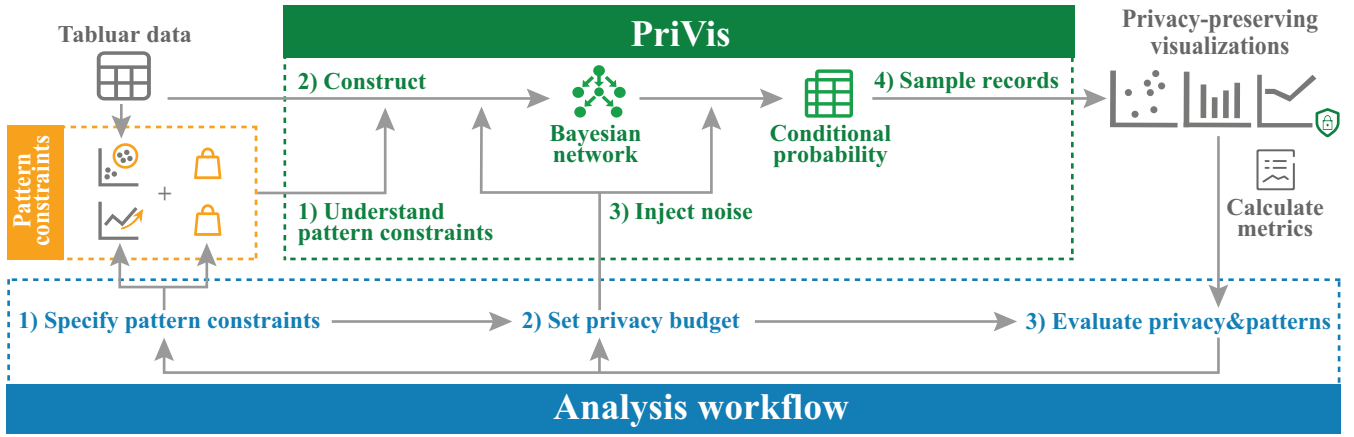 Tabluar data
PriVis
Privacy-preserving
visualizations
2) Construct
4) Sample records
Bayesian
network
Conditional
probability
Pattern
constraints
+
1) Understand
pattern constraints
3) Inject noise
Calculate
metrics
1) Specify pattern constraints
2) Set privacy budget
3) Evaluate privacy&patterns
Analysis workflow